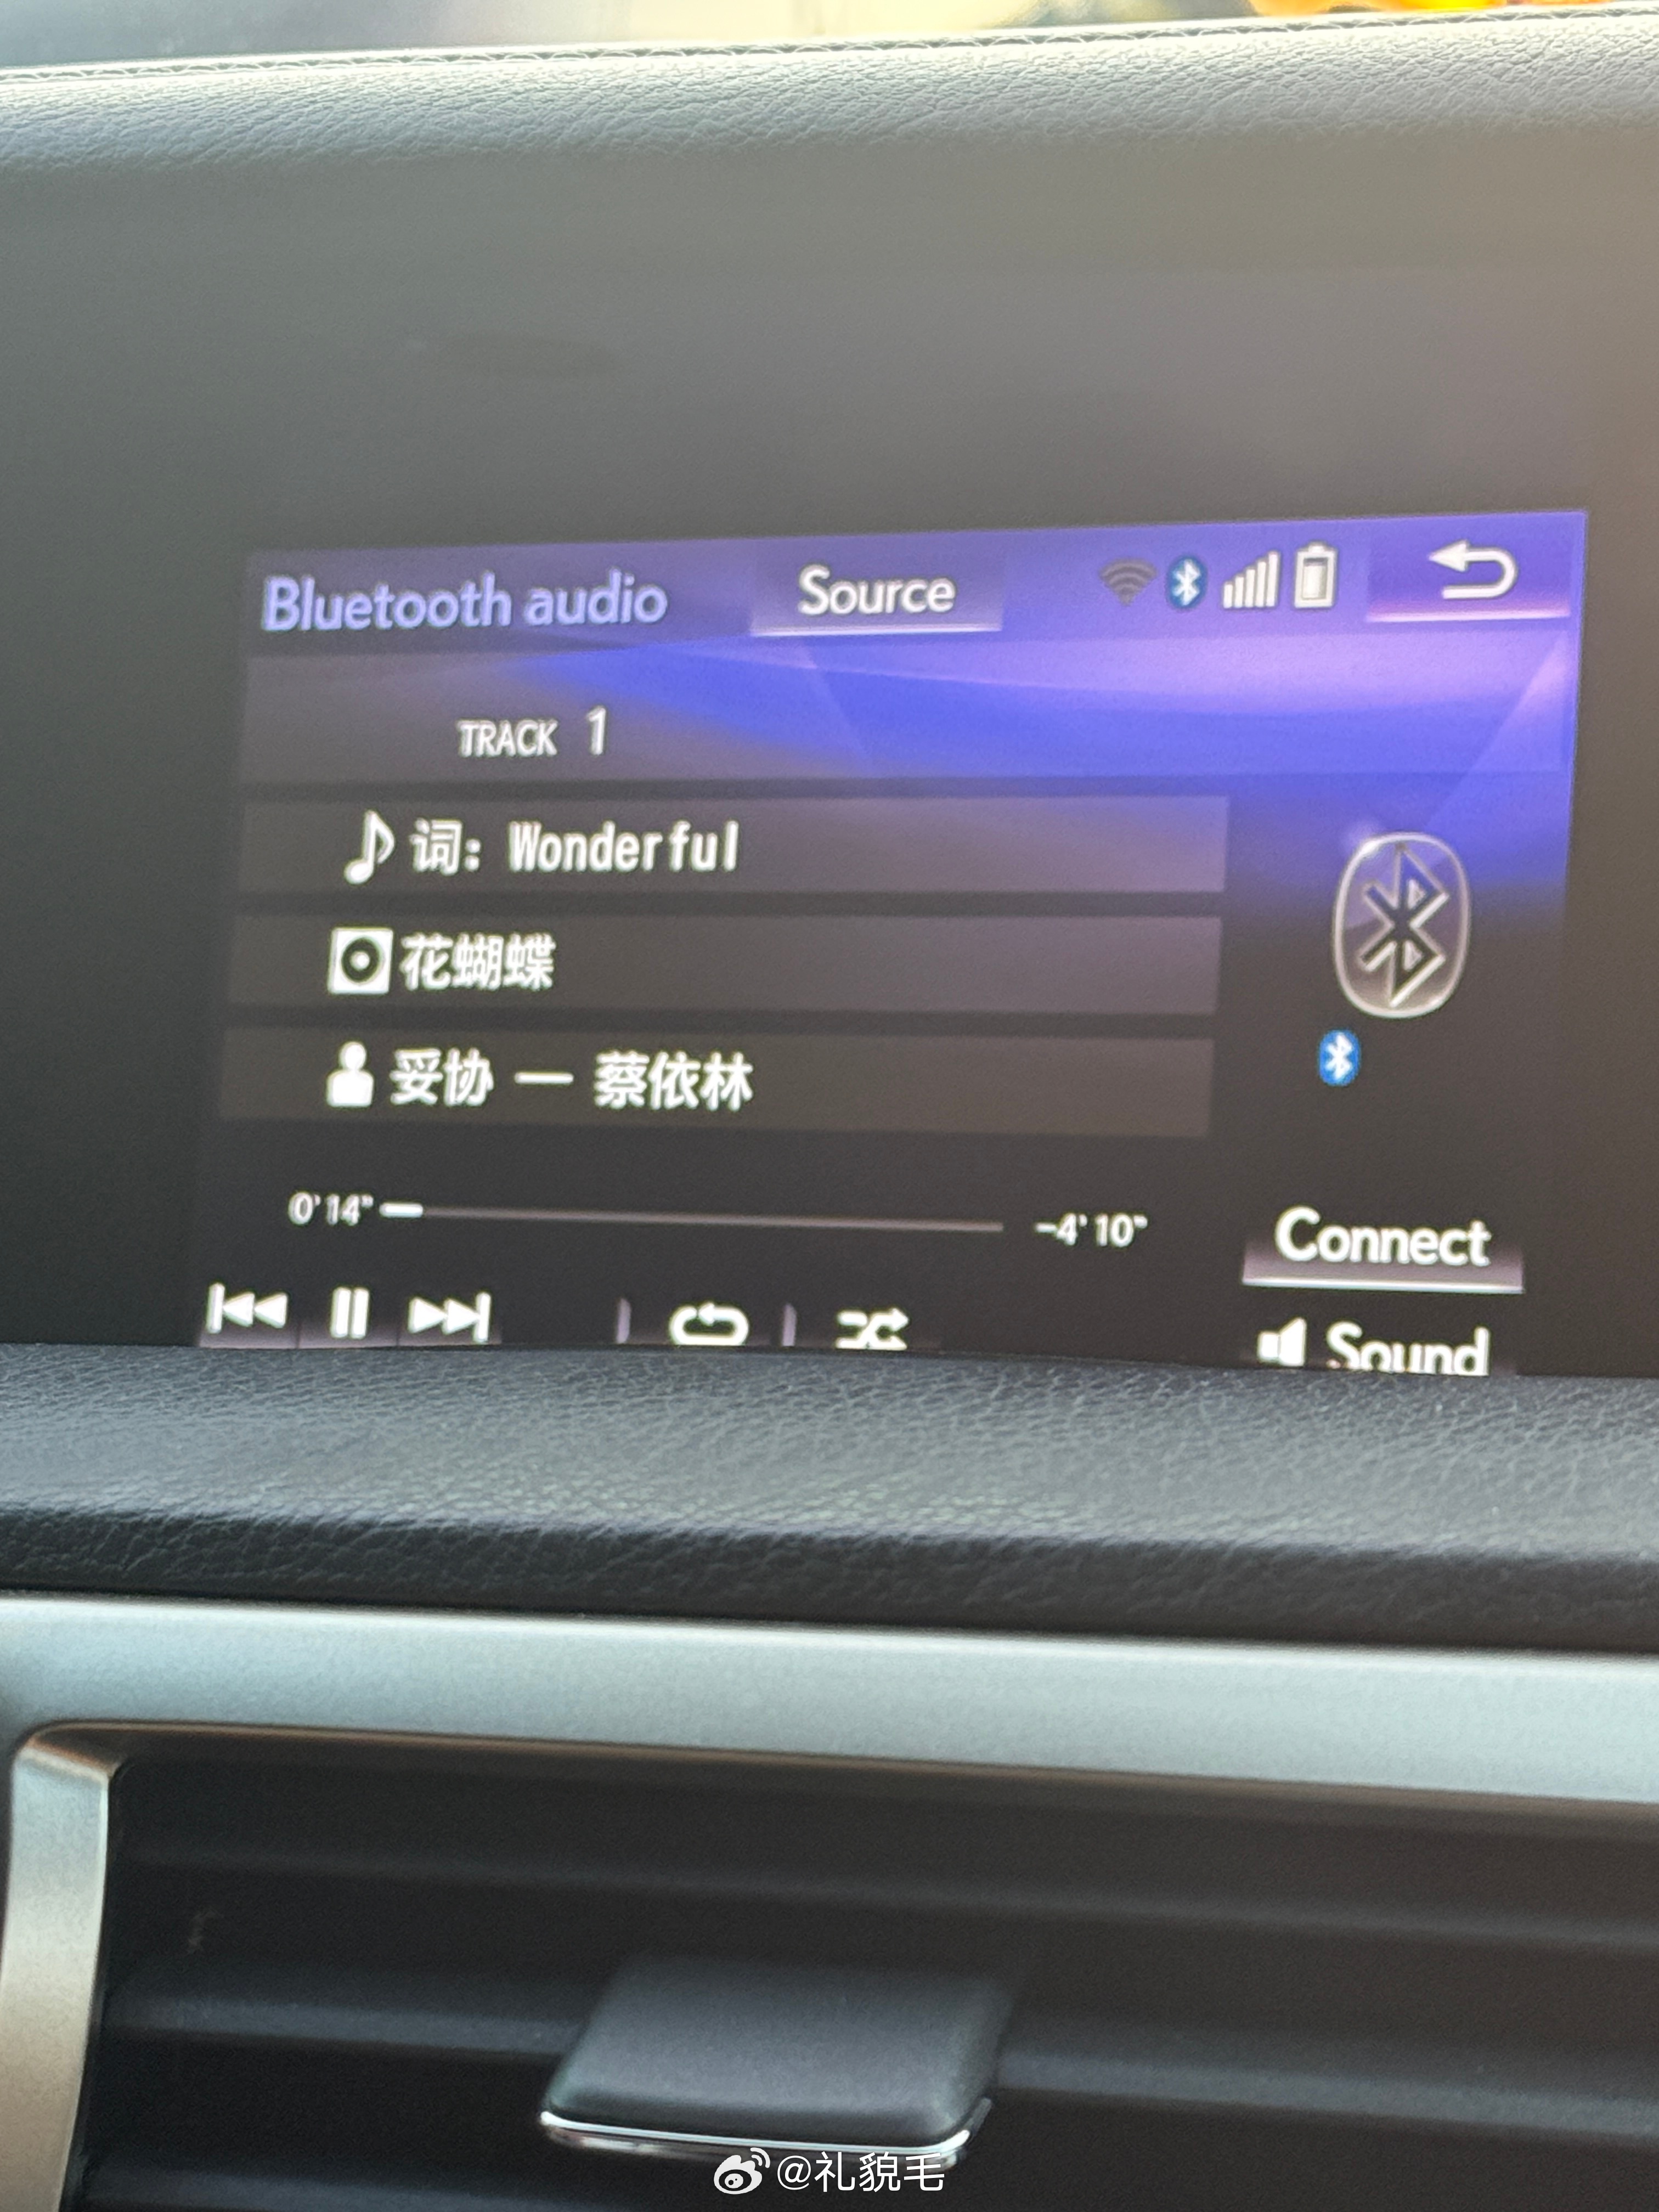 Bluetooth audio Source
TRACK 1
词: Wonderful
花蝴蝶
妥协 — 蔡依林
0'14" -4'10"
Connect
Sound
@礼貌毛